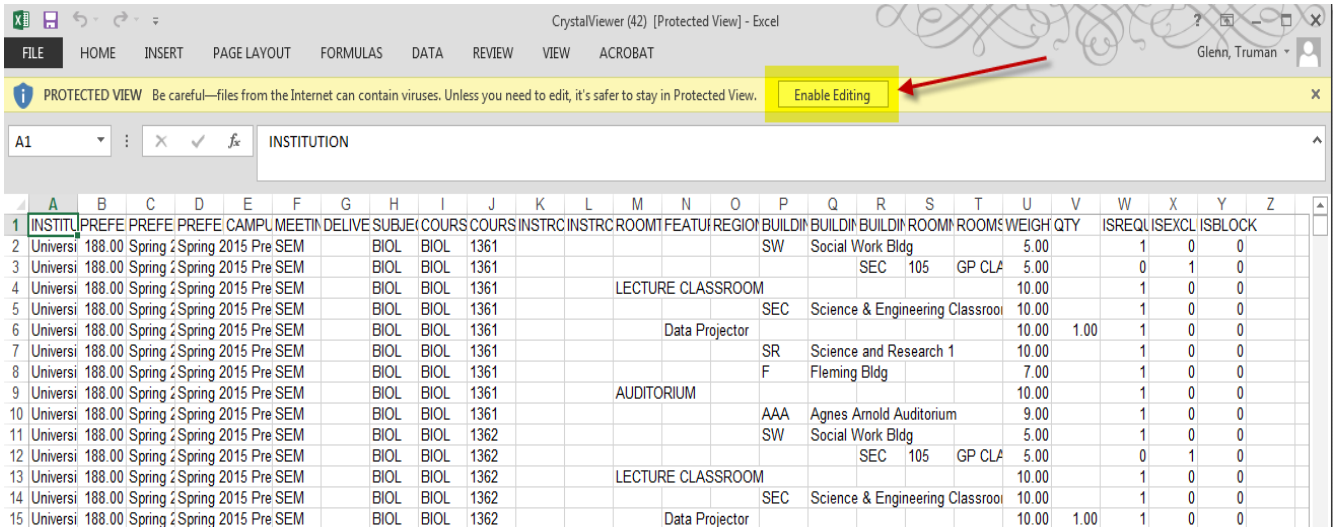 CrystalViewer (42) [Protected View] - Excel
FILE HOME INSERT PAGE LAYOUT FORMULAS DATA REVIEW VIEW ACROBAT Glenn, Truman
PROTECTED VIEW Be careful—files from the Internet can contain viruses. Unless you need to edit, it's safer to stay in Protected View. Enable Editing
A1 fx INSTITUTION
A B C D E F G H I J K L M N O P Q R S T U V W X Y Z
1 INSTITU PREFE PREFE PREFE CAMPU MEETIN DELIVE SUBJE COURS COURS INSTRC INSTRC ROOMT FEATUF REGION BUILDIN BUILDIN BUILDIN ROOMN ROOMS WEIGH QTY ISREQU ISEXCL ISBLOCK
2 Universi 188.00 Spring 2 Spring 2015 Pre SEM BIOL BIOL 1361 SW Social Work Bldg 5.00 1 0 0
3 Universi 188.00 Spring 2 Spring 2015 Pre SEM BIOL BIOL 1361 SEC 105 GP CLA 5.00 0 1 0
4 Universi 188.00 Spring 2 Spring 2015 Pre SEM BIOL BIOL 1361 LECTURE CLASSROOM 10.00 1 0 0
5 Universi 188.00 Spring 2 Spring 2015 Pre SEM BIOL BIOL 1361 SEC Science & Engineering Classroo 10.00 1 0 0
6 Universi 188.00 Spring 2 Spring 2015 Pre SEM BIOL BIOL 1361 Data Projector 10.00 1.00 1 0 0
7 Universi 188.00 Spring 2 Spring 2015 Pre SEM BIOL BIOL 1361 SR Science and Research 1 10.00 1 0 0
8 Universi 188.00 Spring 2 Spring 2015 Pre SEM BIOL BIOL 1361 F Fleming Bldg 7.00 1 0 0
9 Universi 188.00 Spring 2 Spring 2015 Pre SEM BIOL BIOL 1361 AUDITORIUM 10.00 1 0 0
10 Universi 188.00 Spring 2 Spring 2015 Pre SEM BIOL BIOL 1361 AAA Agnes Arnold Auditorium 9.00 1 0 0
11 Universi 188.00 Spring 2 Spring 2015 Pre SEM BIOL BIOL 1362 SW Social Work Bldg 5.00 1 0 0
12 Universi 188.00 Spring 2 Spring 2015 Pre SEM BIOL BIOL 1362 SEC 105 GP CLA 5.00 0 1 0
13 Universi 188.00 Spring 2 Spring 2015 Pre SEM BIOL BIOL 1362 LECTURE CLASSROOM 10.00 1 0 0
14 Universi 188.00 Spring 2 Spring 2015 Pre SEM BIOL BIOL 1362 SEC Science & Engineering Classroo 10.00 1 0 0
15 Universi 188.00 Spring 2 Spring 2015 Pre SEM BIOL BIOL 1362 Data Projector 10.00 1.00 1 0 0